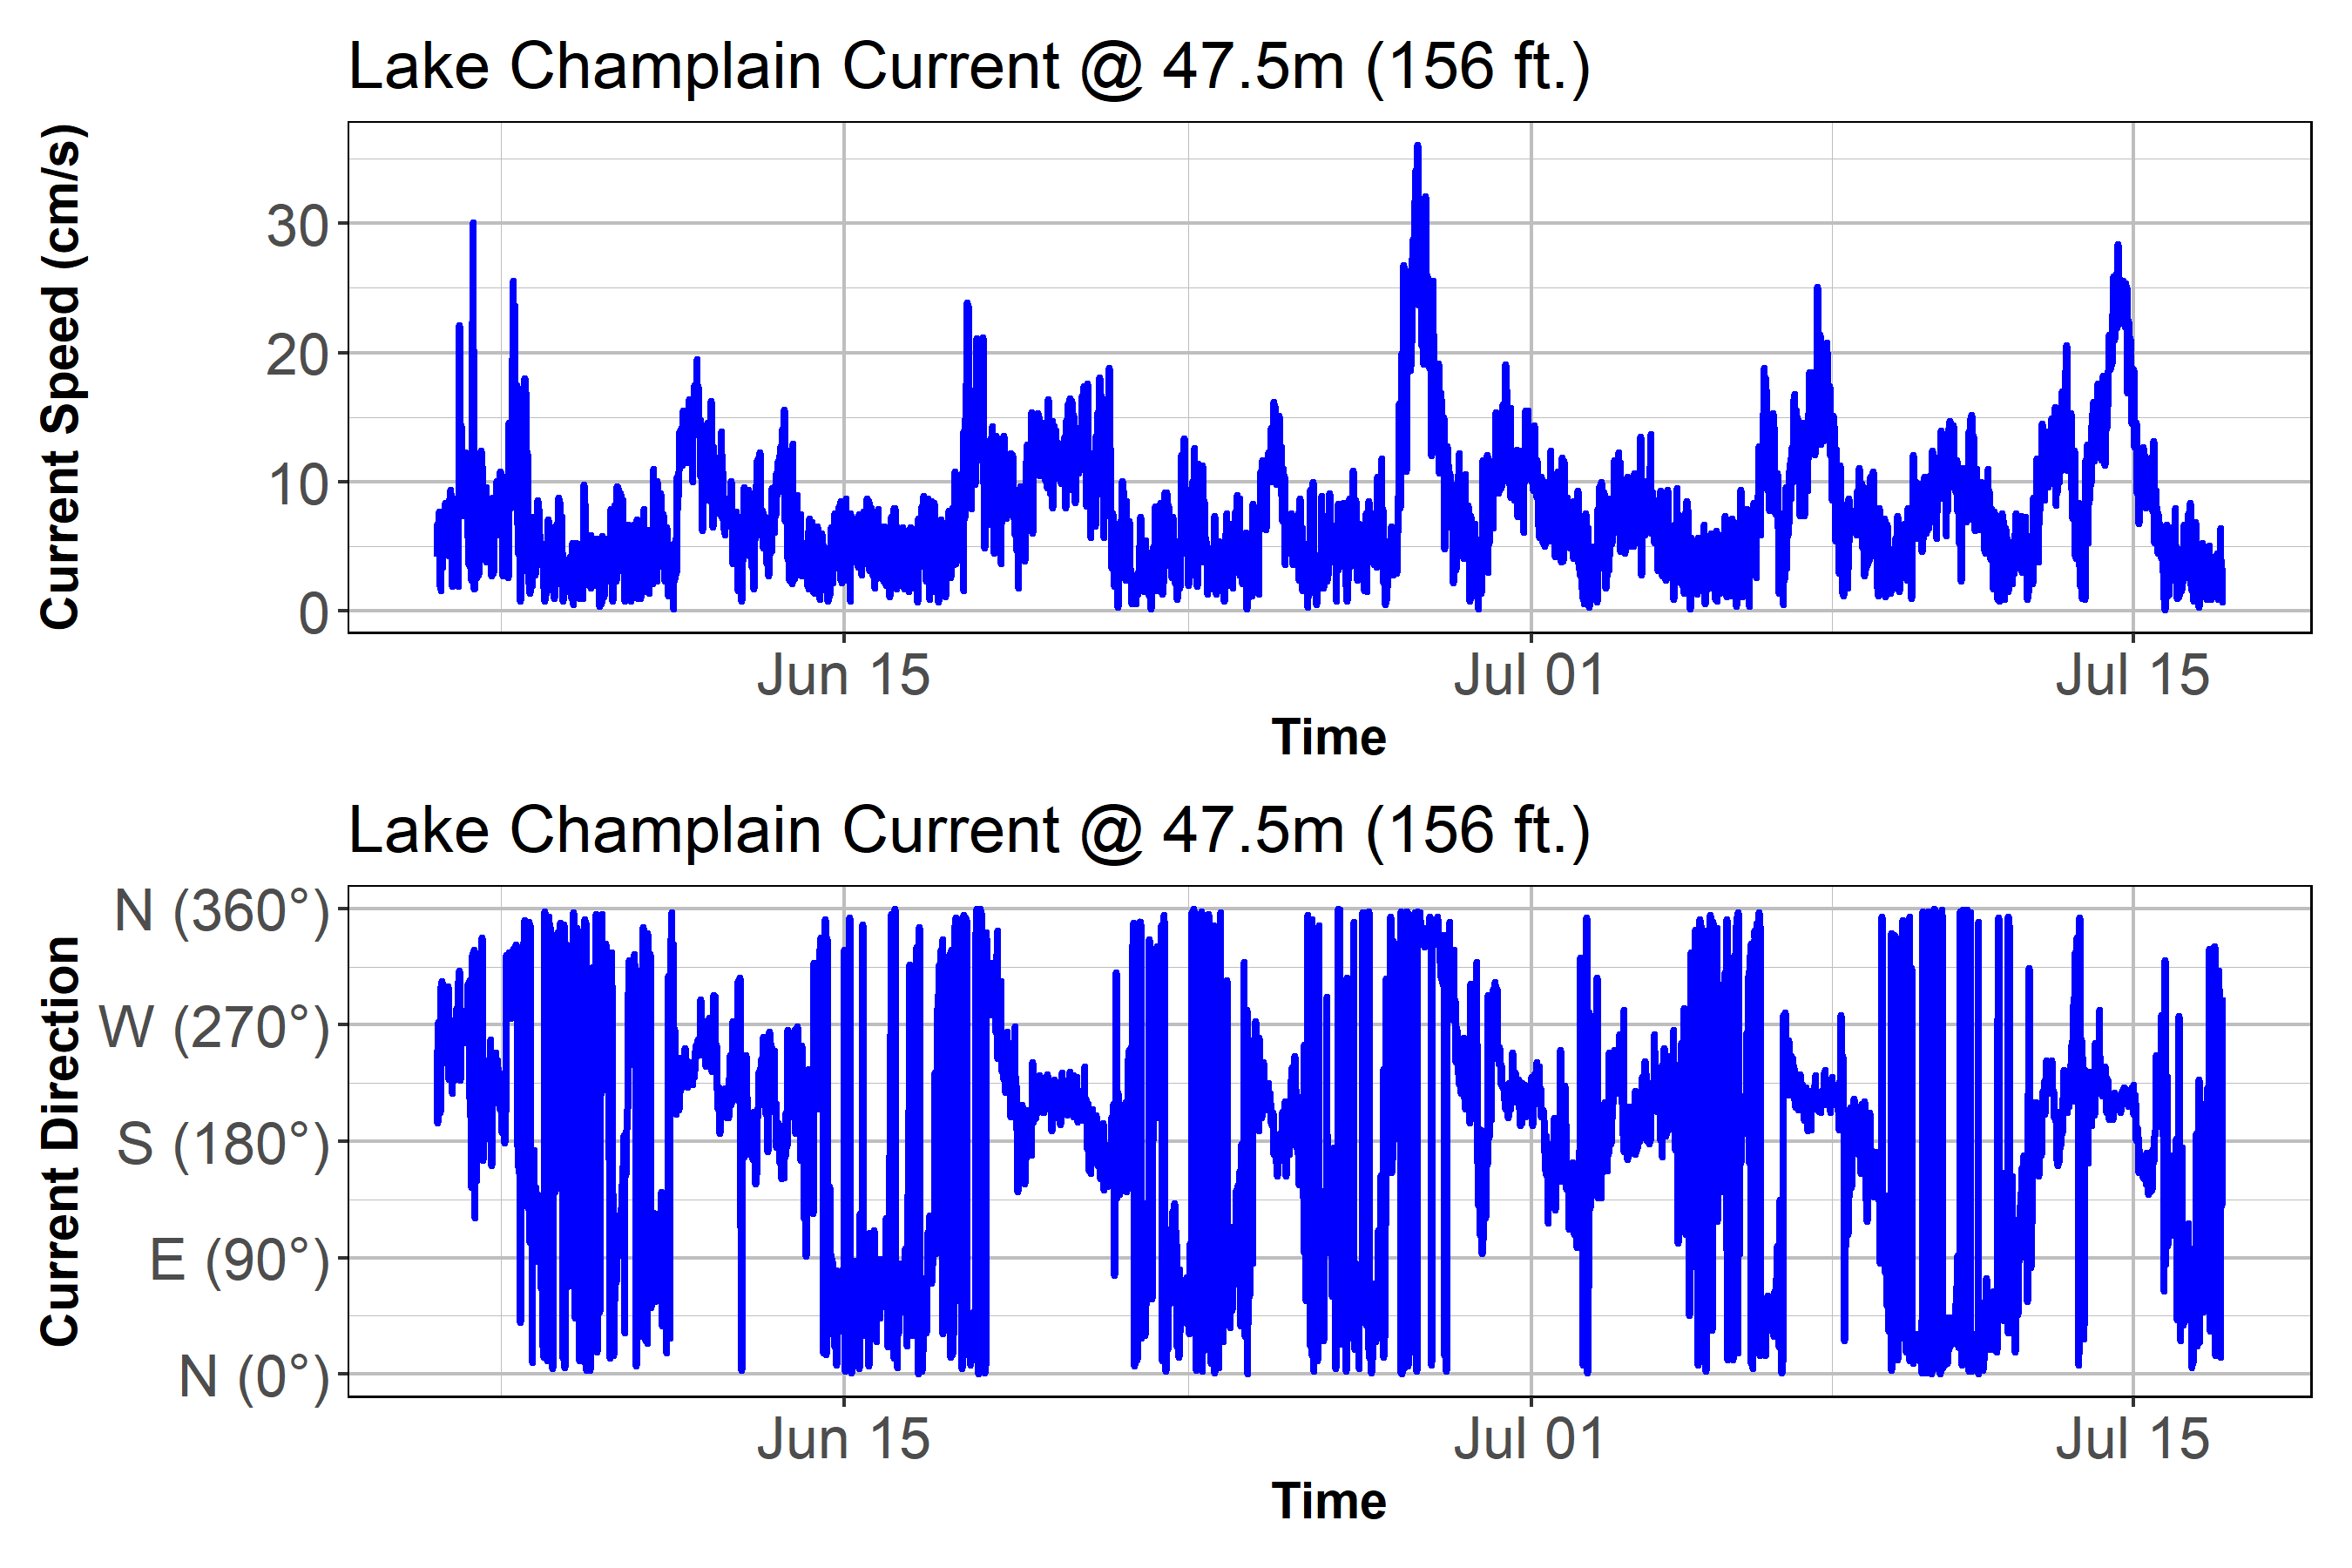 Lake Champlain Current @ 47.5m (156 ft.)
Current Speed (cm/s)
30
20
10
0
Jun 15
Jul 01
Jul 15
Time
Lake Champlain Current @ 47.5m (156 ft.)
Current Direction
N (360°)
W (270°)
S (180°)
E (90°)
N (0°)
Jun 15
Jul 01
Jul 15
Time